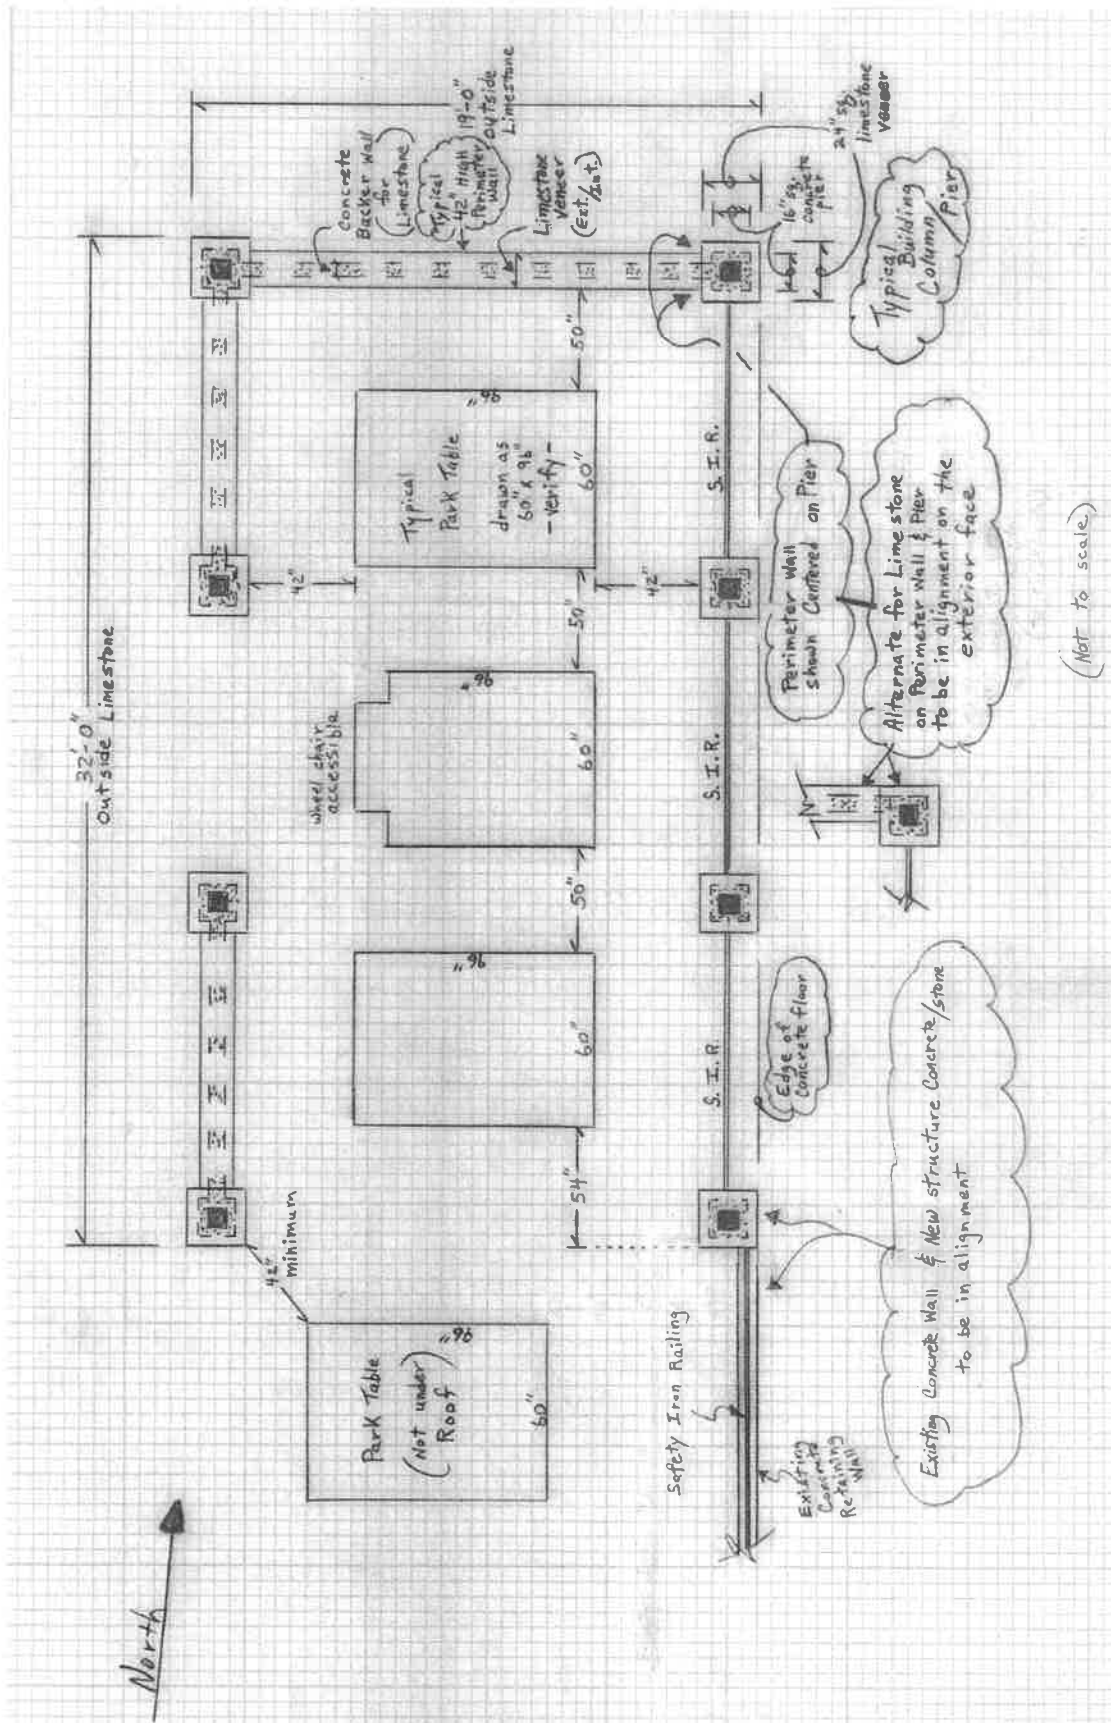 North
32'-0"
Outside Limestone
19'-0"
outside
Limestone
Concrete
Backer Wall
for
Limestone
Typical
42" High
Perimeter
Wall
Limestone
Veneer
(Ext./Int.)
24" sq.
limestone
veneer
16" sq.
concrete
pier
Typical
Building
Column/
Pier
42"
minimum
Park Table
(Not under
Roof)
96"
60"
96"
60"
54"
50"
wheel chair
accessible
96"
60"
50"
42"
42"
Typical
Park Table
drawn as
60" x 96"
-verify-
96"
60"
50"
S. I. R.
S. I. R.
S. I. R.
Safety Iron Railing
Existing
Concrete
Retaining
Wall
Edge of
Concrete floor
Perimeter Wall
shown Centered on Pier
Alternate for Limestone
on Perimeter Wall & Pier
to be in alignment on the
exterior face
N
Existing Concrete Wall & New structure Concrete/stone
to be in alignment
(Not to scale)